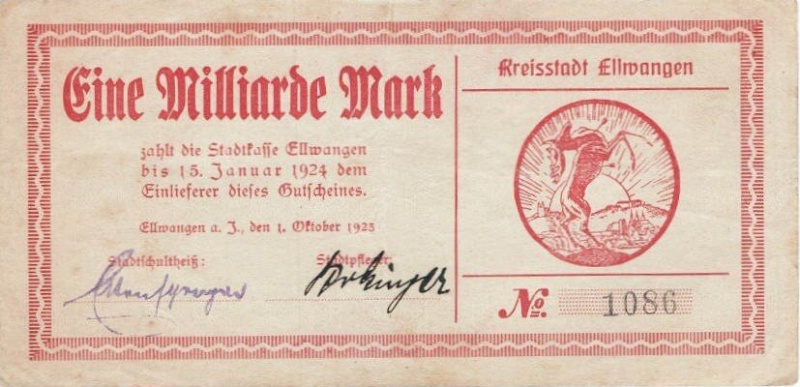 Eine Milliarde Mark
zahlt die Stadtkasse Ellwangen
bis 15. Januar 1924 dem
Einlieferer dieses Gutscheines.
Ellwangen a. J., den 1. Oktober 1923
Stadtschultheiß:
Stadtpfleger:
Kreisstadt Ellwangen
No. 1086